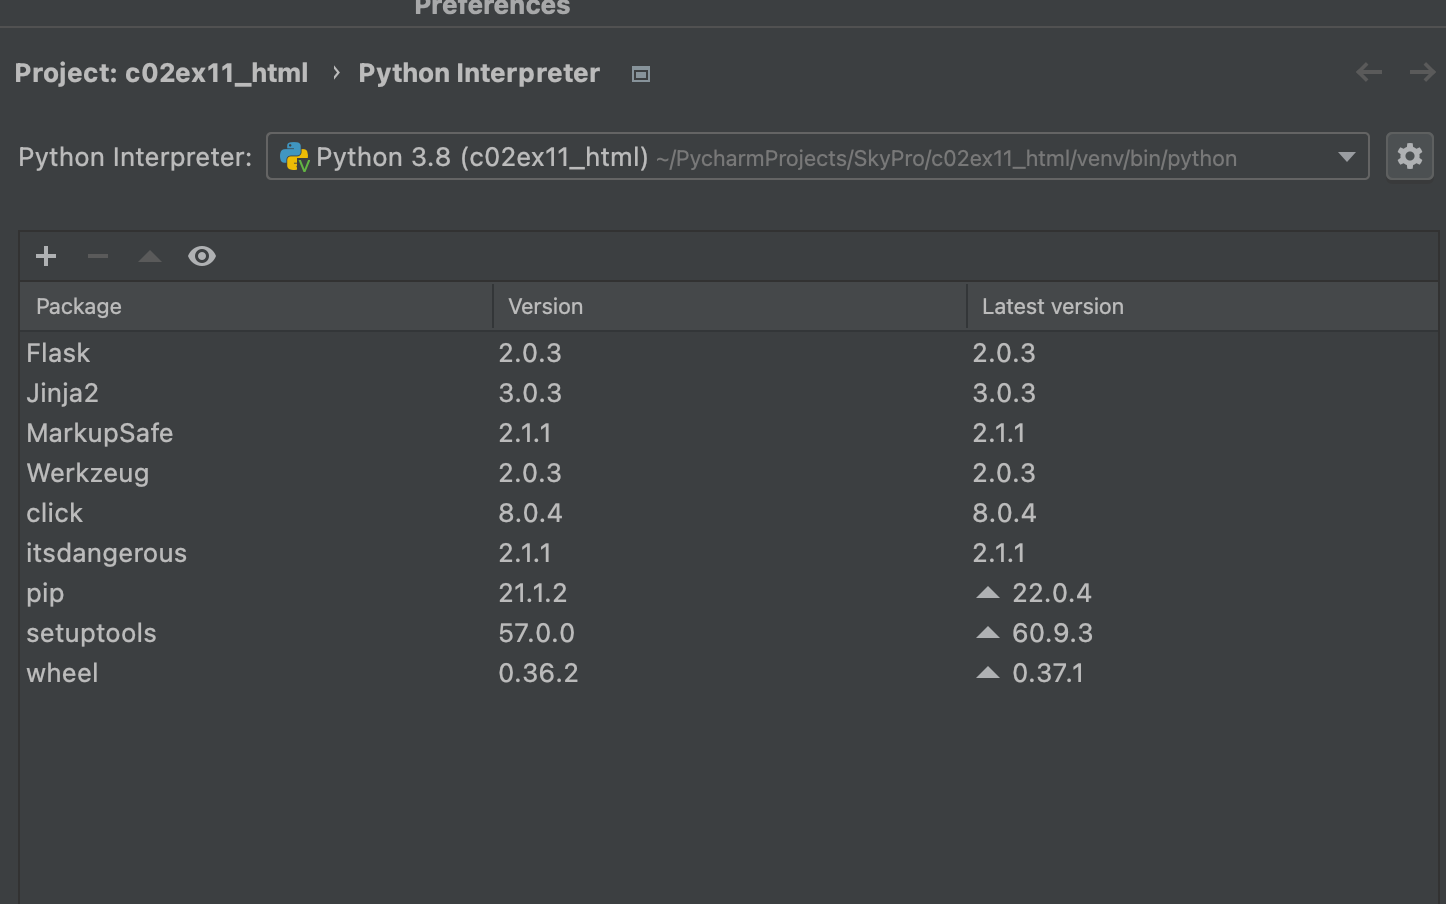 Preferences
Project: c02ex11_html › Python Interpreter
Python Interpreter: Python 3.8 (c02ex11_html) ~/PycharmProjects/SkyPro/c02ex11_html/venv/bin/python
Package Version Latest version
Flask 2.0.3 2.0.3
Jinja2 3.0.3 3.0.3
MarkupSafe 2.1.1 2.1.1
Werkzeug 2.0.3 2.0.3
click 8.0.4 8.0.4
itsdangerous 2.1.1 2.1.1
pip 21.1.2 22.0.4
setuptools 57.0.0 60.9.3
wheel 0.36.2 0.37.1